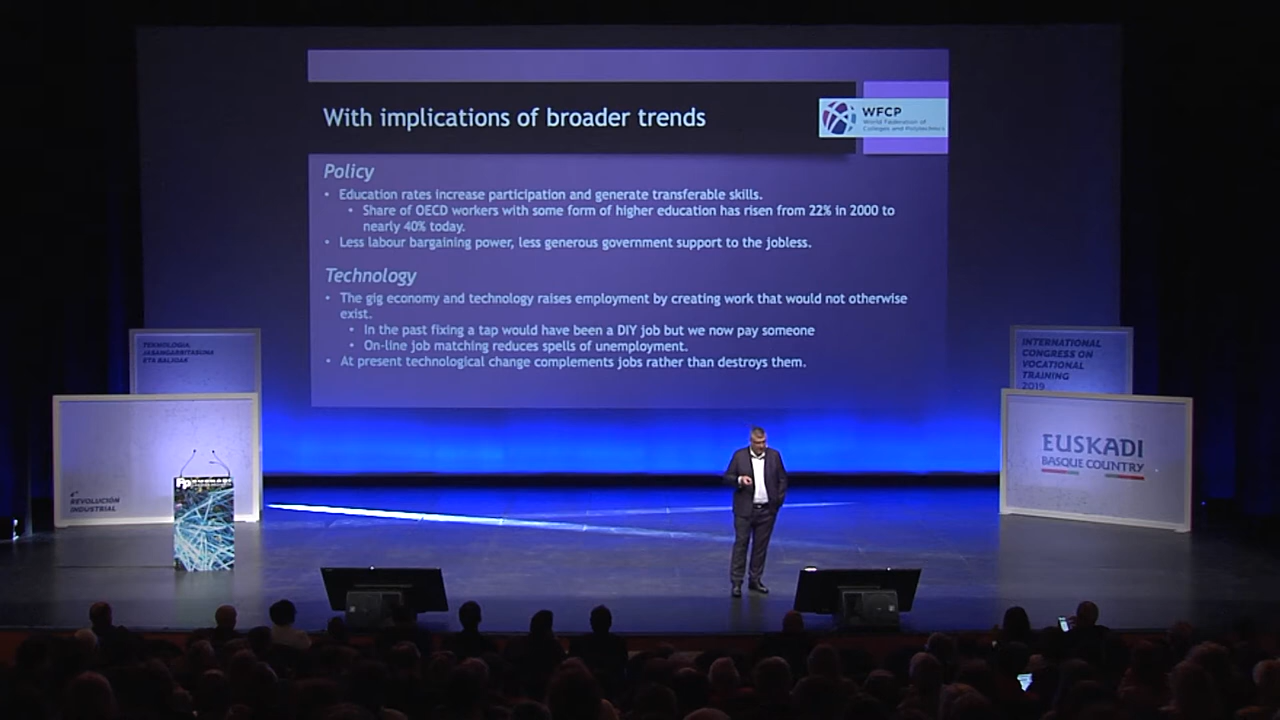 With implications of broader trends
WFCP
World Federation of
Colleges and Polytechnics
Policy
• Education rates increase participation and generate transferable skills.
• Share of OECD workers with some form of higher education has risen from 22% in 2000 to
nearly 40% today.
• Less labour bargaining power, less generous government support to the jobless.
Technology
• The gig economy and technology raises employment by creating work that would not otherwise
exist.
• In the past fixing a tap would have been a DIY job but we now pay someone
• On-line job matching reduces spells of unemployment.
• At present technological change complements jobs rather than destroys them.
TEKNOLOGIA,
JASANGARRITASUNA
ETA BALIOAK
4ª
REVOLUCIÓN
INDUSTRIAL
INTERNATIONAL
CONGRESS ON
VOCATIONAL
TRAINING
2019
EUSKADI
BASQUE COUNTRY